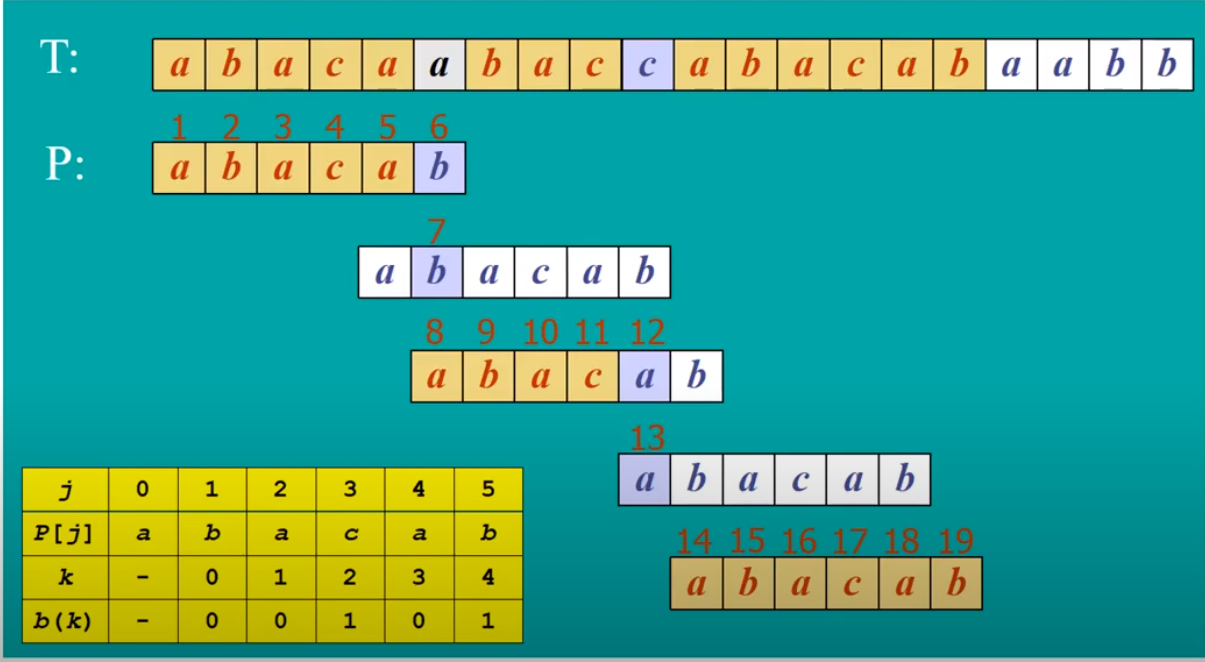 T: a b a c a a b a c c a b a c a b a a b b
1 2 3 4 5 6
P: a b a c a b
7
a b a c a b
8 9 10 11 12
a b a c a b
13
a b a c a b
14 15 16 17 18 19
a b a c a b
j 0 1 2 3 4 5
P[j] a b a c a b
k - 0 1 2 3 4
b(k) - 0 0 1 0 1